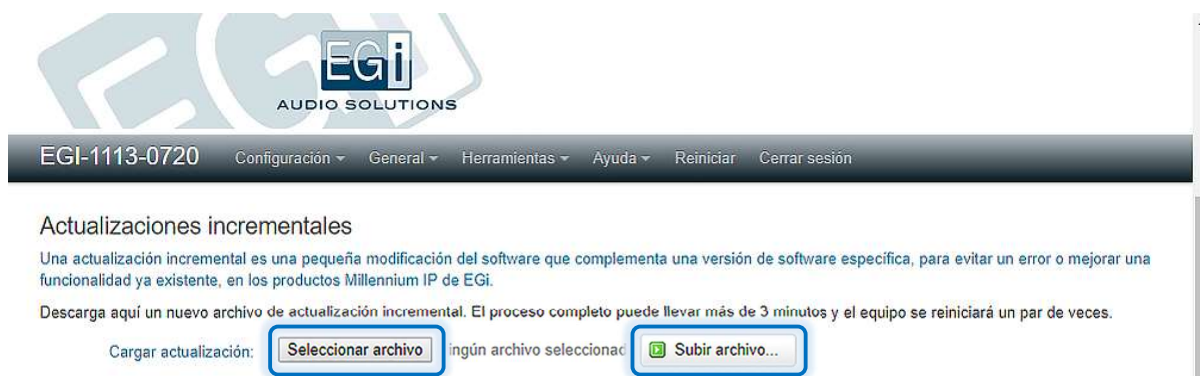 EGi
AUDIO SOLUTIONS
EGI-1113-0720 Configuración General Herramientas Ayuda Reiniciar Cerrar sesión
Actualizaciones incrementales
Una actualización incremental es una pequeña modificación del software que complementa una versión de software específica, para evitar un error o mejorar una
funcionalidad ya existente, en los productos Millennium IP de EGi.
Descarga aquí un nuevo archivo de actualización incremental. El proceso completo puede llevar más de 3 minutos y el equipo se reiniciará un par de veces.
Cargar actualización: Seleccionar archivo ingún archivo seleccionad Subir archivo...